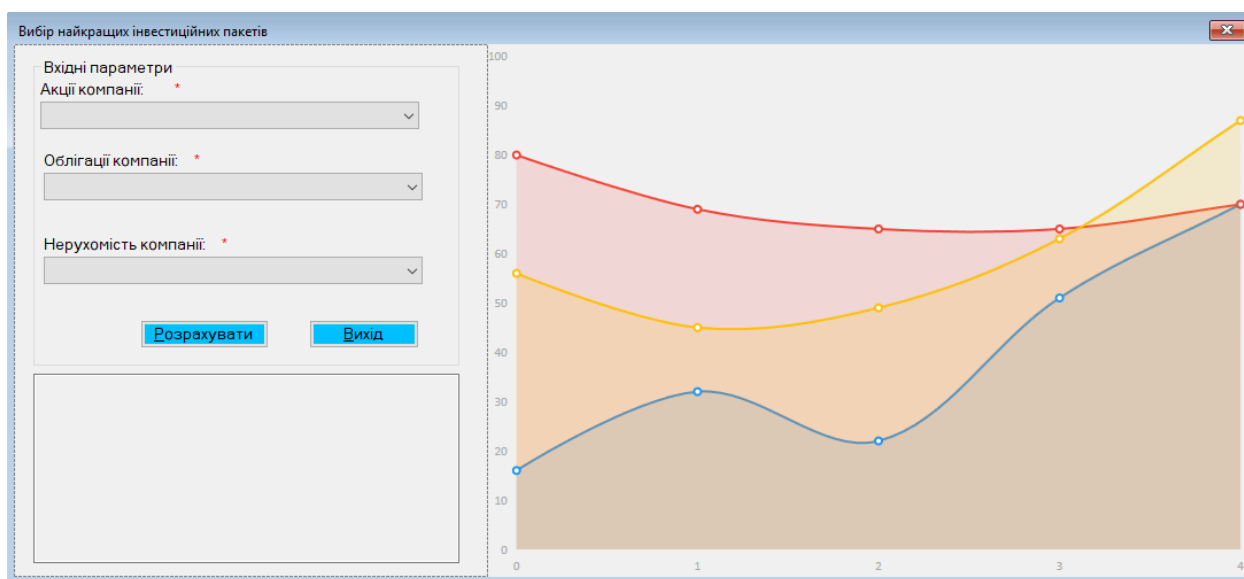 Вибір найкращих інвестиційних пакетів
Вхідні параметри
Акції компанії: *
Облігації компанії: *
Нерухомість компанії: *
Розрахувати Вихід
100
90
80
70
60
50
40
30
20
10
0
0 1 2 3 4